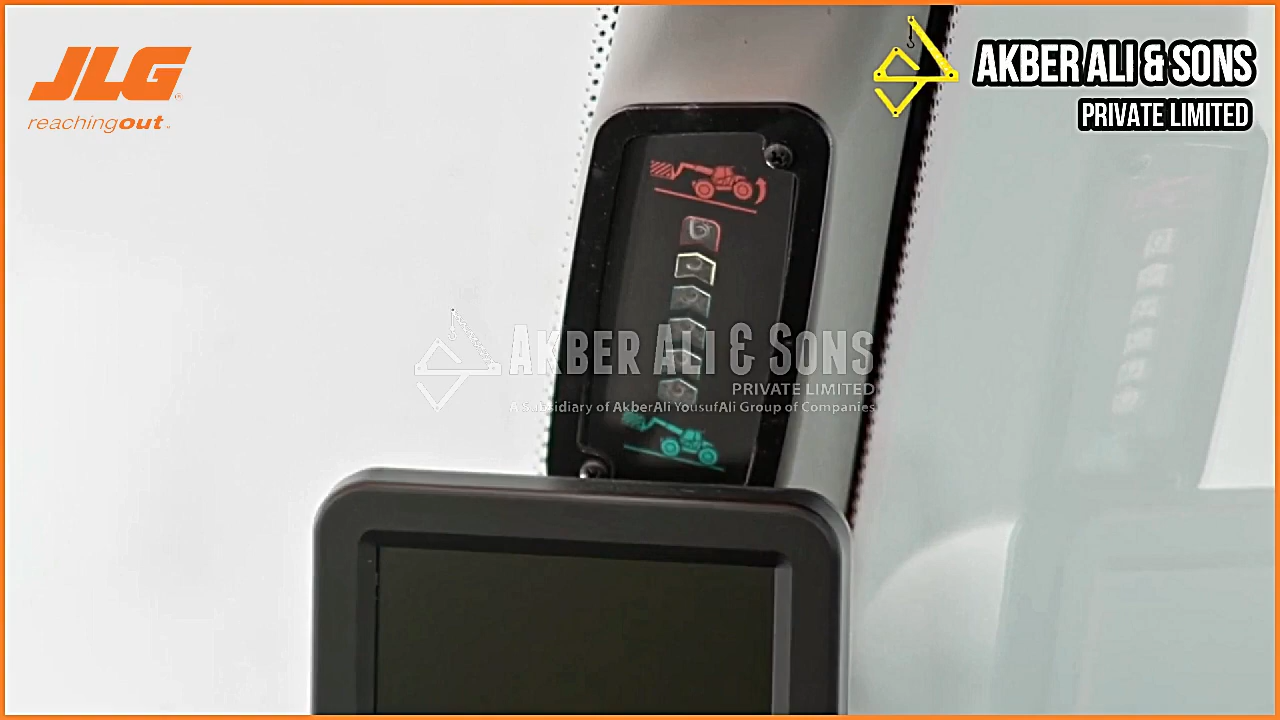 JLG
reachingout
AKBER ALI & SONS
PRIVATE LIMITED
AKBER ALI & SONS
PRIVATE LIMITED
A Subsidiary of AkberAli YousufAli Group of Companies